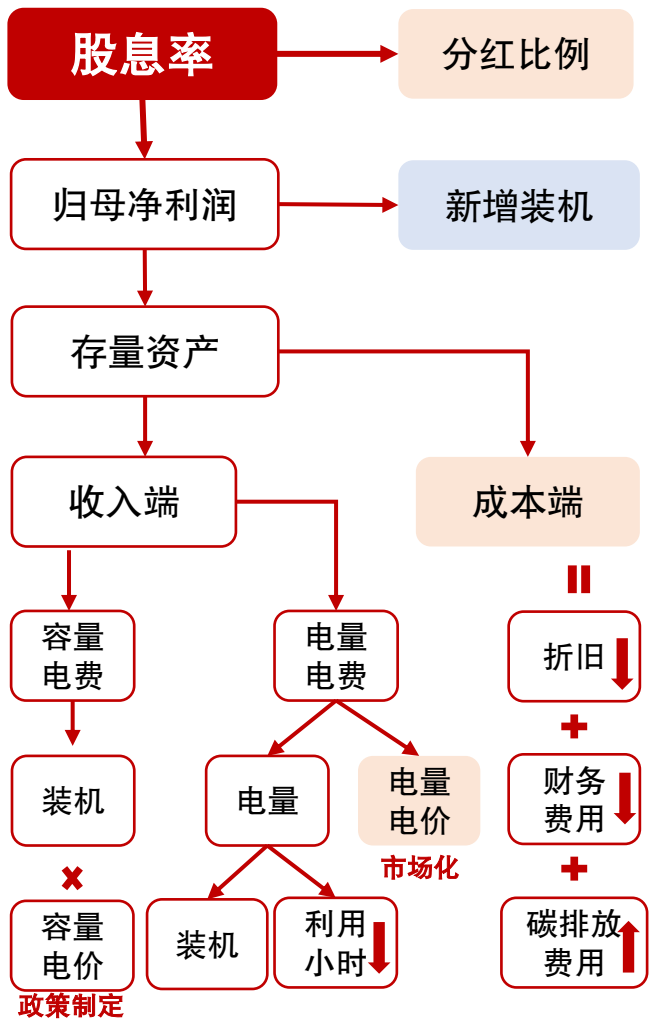 股息率
分红比例
归母净利润
新增装机
存量资产
收入端
成本端
容量
电费
电量
电费
折旧
装机
电量
电量
电价
市场化
财务
费用
容量
电价
政策制定
装机
利用
小时
碳排放
费用